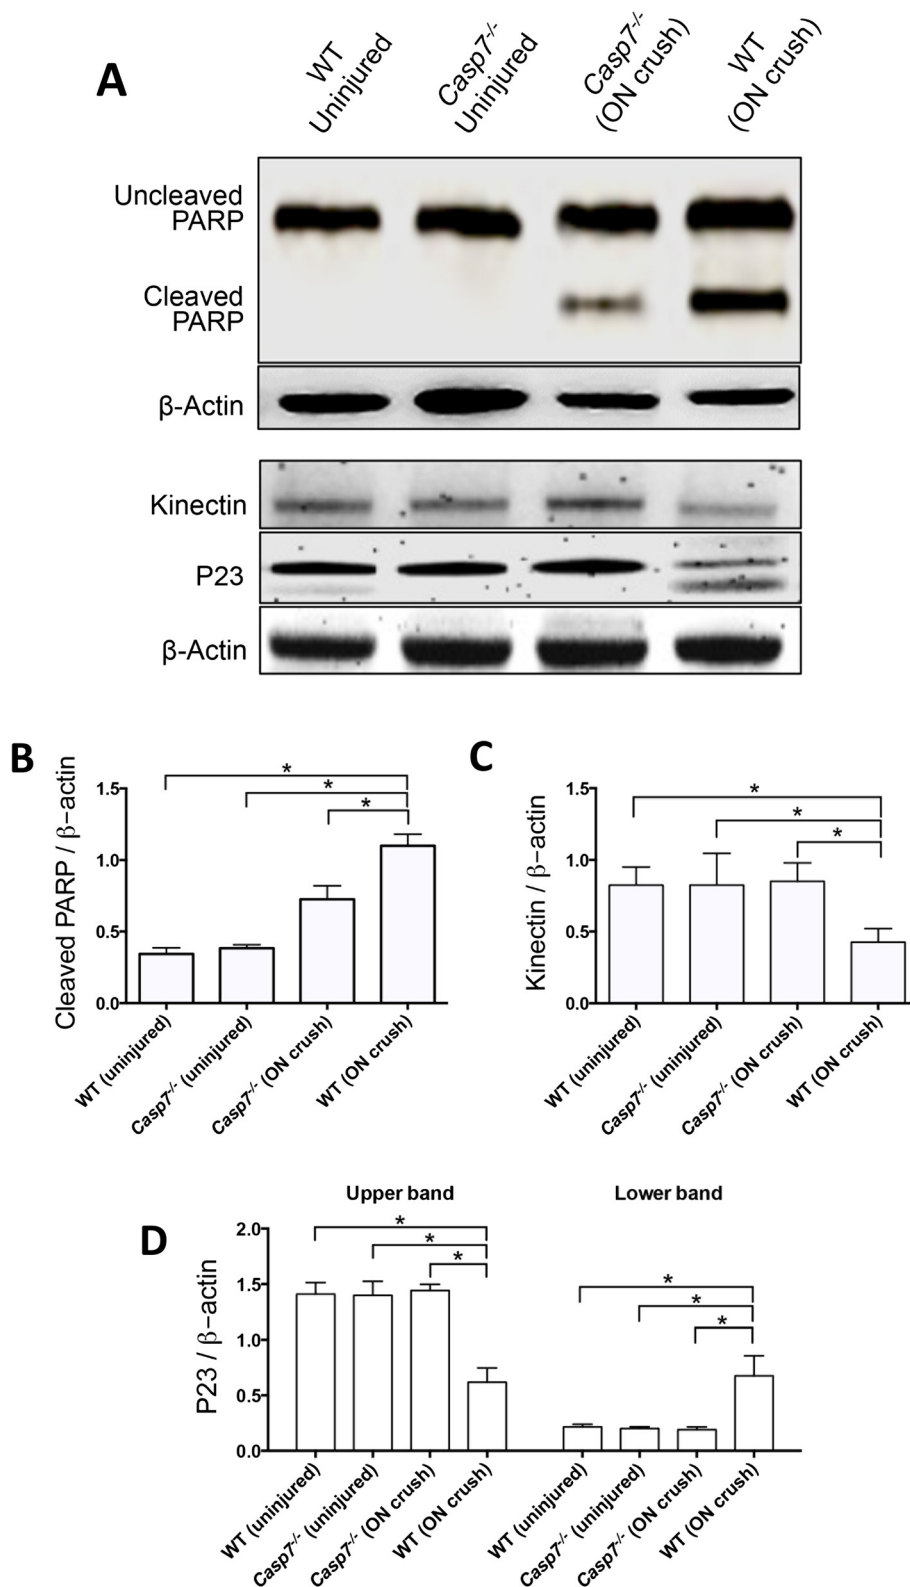 A
WT
Uninjured
Casp7-/-
Uninjured
Casp7-/-
(ON crush)
WT
(ON crush)
Uncleaved
PARP
Cleaved
PARP
β-Actin
Kinectin
P23
β-Actin
B
Cleaved PARP / β−actin
1.5
1.0
0.5
0.0
*
*
*
WT (uninjured)
Casp7-/- (uninjured)
Casp7-/- (ON crush)
WT (ON crush)
C
Kinectin / β−actin
1.5
1.0
0.5
0.0
*
*
*
WT (uninjured)
Casp7-/- (uninjured)
Casp7-/- (ON crush)
WT (ON crush)
D
Upper band
Lower band
P23 / β−actin
2.0
1.5
1.0
0.5
0.0
*
*
*
*
*
*
WT (uninjured)
Casp7-/- (uninjured)
Casp7-/- (ON crush)
WT (ON crush)
WT (uninjured)
Casp7-/- (uninjured)
Casp7-/- (ON crush)
WT (ON crush)